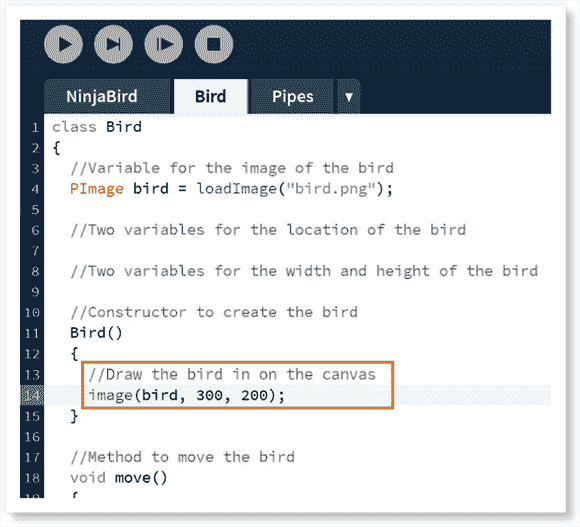 NinjaBird Bird Pipes ▼
1 class Bird
2 {
3 //Variable for the image of the bird
4 PImage bird = loadImage("bird.png");
5
6 //Two variables for the location of the bird
7
8 //Two variables for the width and height of the bird
9
10 //Constructor to create the bird
11 Bird()
12 {
13 //Draw the bird in on the canvas
14 image(bird, 300, 200);
15 }
16
17 //Method to move the bird
18 void move()
19 {